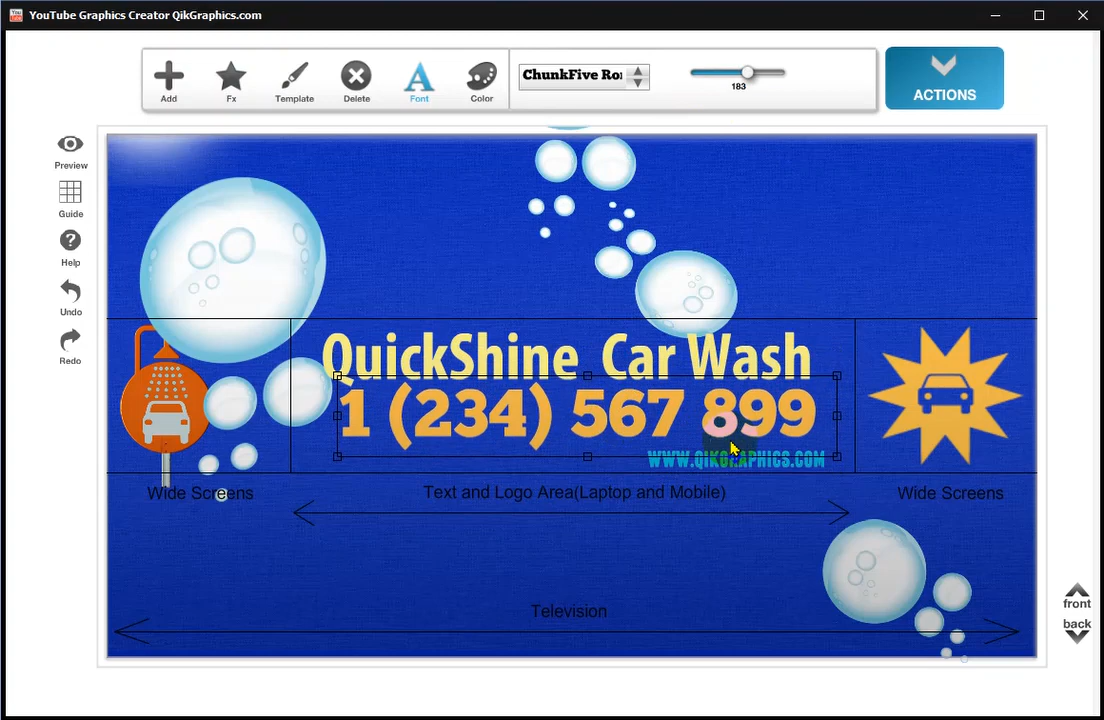 YouTube Graphics Creator QikGraphics.com
Add
Fx
Template
Delete
Font
Color
ChunkFive Ro
183
ACTIONS
Preview
Guide
Help
Undo
Redo
QuickShine Car Wash
1 (234) 567 899
WWW.QIKGRAPHICS.COM
Wide Screens
Text and Logo Area(Laptop and Mobile)
Wide Screens
Television
front
back